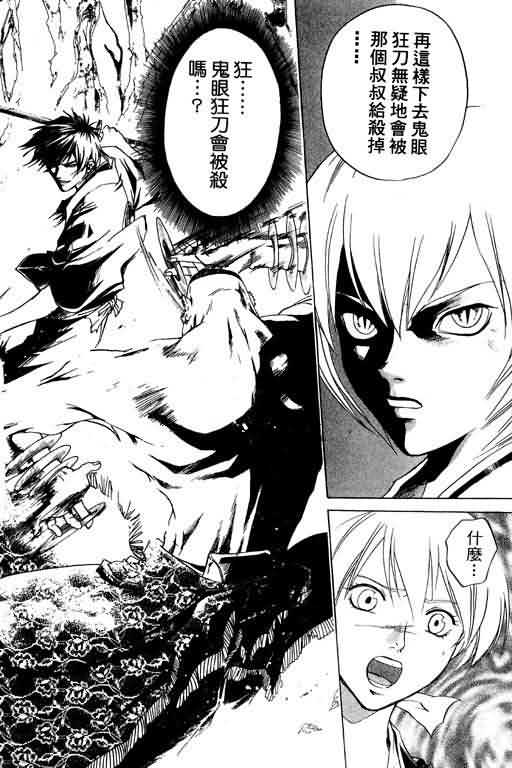 再這樣下去鬼眼
狂刀無疑地會被
那個叔叔給殺掉
……
什麼…
狂……
鬼眼狂刀會被殺
嗎…？